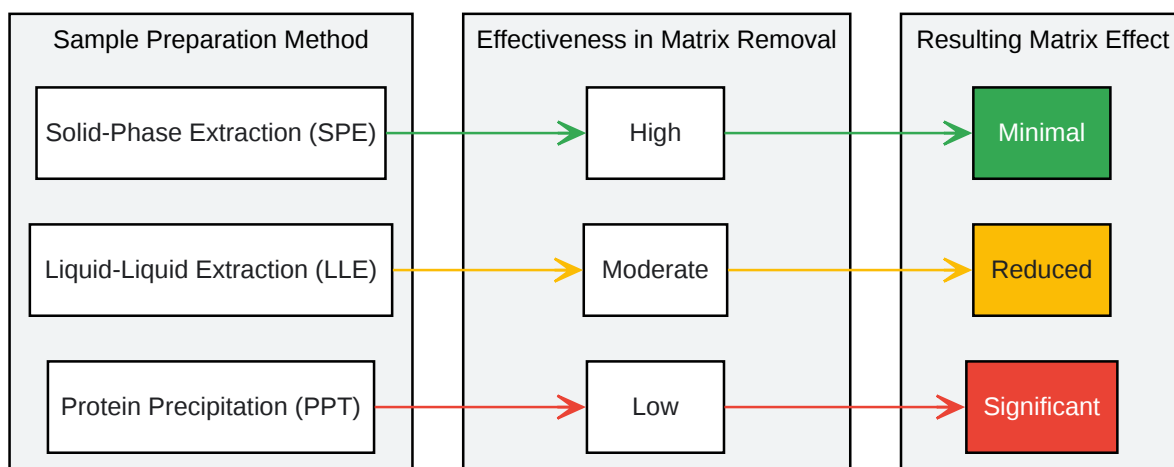 Sample Preparation Method
Effectiveness in Matrix Removal
Resulting Matrix Effect
Solid-Phase Extraction (SPE)
High
Minimal
Liquid-Liquid Extraction (LLE)
Moderate
Reduced
Protein Precipitation (PPT)
Low
Significant